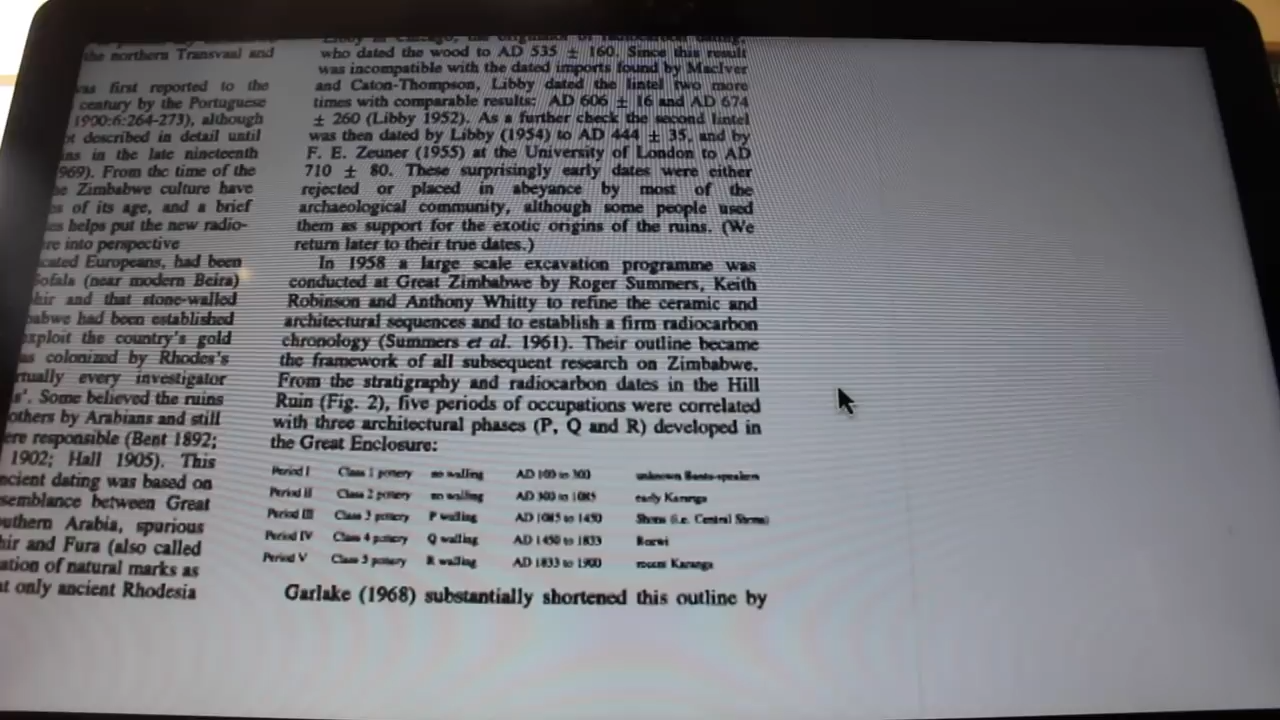 the northern Transvaal and
was first reported to the
century by the Portuguese
1900:6:264-273), although
described in detail until
in the late nineteenth
969). From the time of the
Zimbabwe culture have
of its age, and a brief
helps put the new radio-
into perspective
Europeans, had been
Sofala (near modern Beira)
and that stone-walled
had been established
exploit the country's gold
colonized by Rhodes's
every investigator
Some believed the ruins
others by Arabians and still
were responsible (Bent 1892;
1902; Hall 1905). This
ancient dating was based on
semblance between Great
Arabia, spurious
and Fura (also called
ation of natural marks as
only ancient Rhodesia
who dated the wood to AD 535 ± 160. Since this result
was incompatible with the dated imports found by MacIver
and Caton-Thompson, Libby dated the lintel two more
times with comparable results: AD 606 ± 16 and AD 674
± 260 (Libby 1952). As a further check the second lintel
was then dated by Libby (1954) to AD 444 ± 35, and by
F. E. Zeuner (1955) at the University of London to AD
710 ± 80. These surprisingly early dates were either
rejected or placed in abeyance by most of the
archaeological community, although some people used
them as support for the exotic origins of the ruins. (We
return later to their true dates.)
In 1958 a large scale excavation programme was
conducted at Great Zimbabwe by Roger Summers, Keith
Robinson and Anthony Whitty to refine the ceramic and
architectural sequences and to establish a firm radiocarbon
chronology (Summers et al. 1961). Their outline became
the framework of all subsequent research on Zimbabwe.
From the stratigraphy and radiocarbon dates in the Hill
Ruin (Fig. 2), five periods of occupations were correlated
with three architectural phases (P, Q and R) developed in
the Great Enclosure:
Period I Class 1 pottery no walling AD 100 to 300 unknown Bantu-speakers
Period II Class 2 pottery no walling AD 300 to 1085 early Karanga
Period III Class 3 pottery P walling AD 1085 to 1450 Shona (i.e. Central Shona)
Period IV Class 4 pottery Q walling AD 1450 to 1833 Rozwi
Period V Class 5 pottery R walling AD 1833 to 1900 recent Karanga
Garlake (1968) substantially shortened this outline by